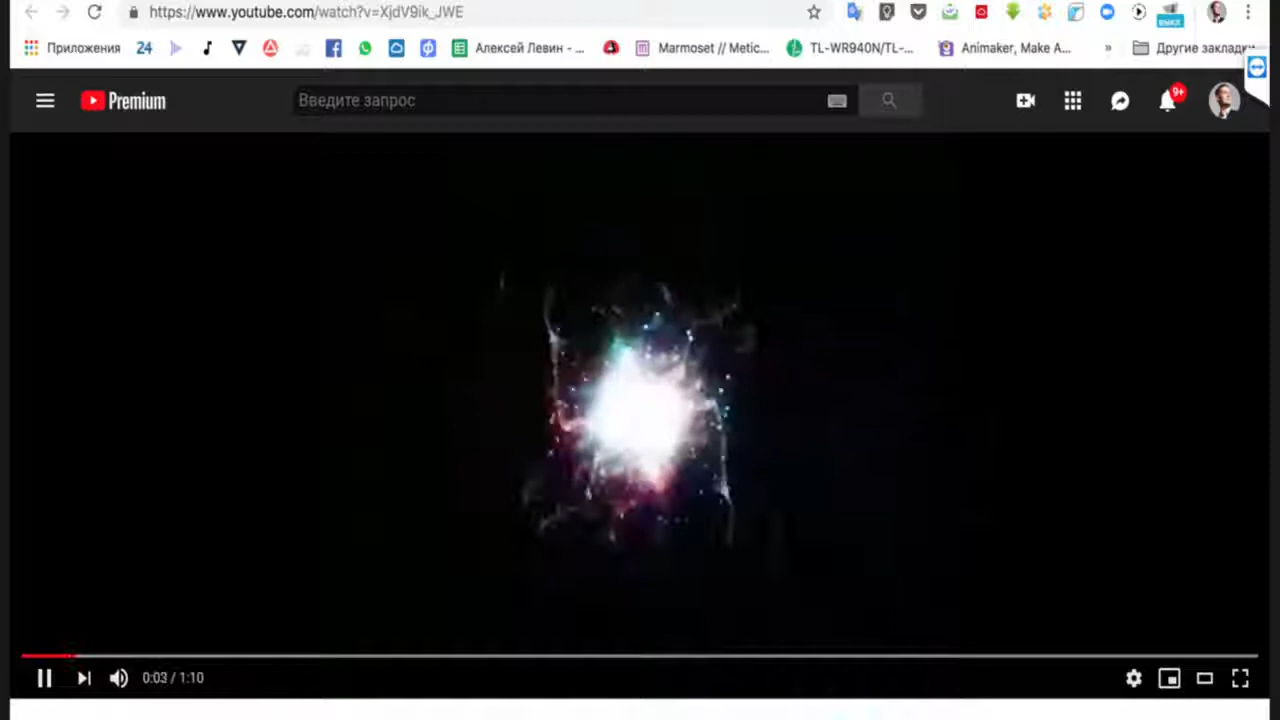 https://www.youtube.com/watch?v=XjdV9ik_JWE
выкл
Приложения 24 Алексей Левин - ... Marmoset // Metic... TL-WR940N/TL-... Animaker, Make A... » Другие закладки
Premium Введите запрос 9+
0:03 / 1:10